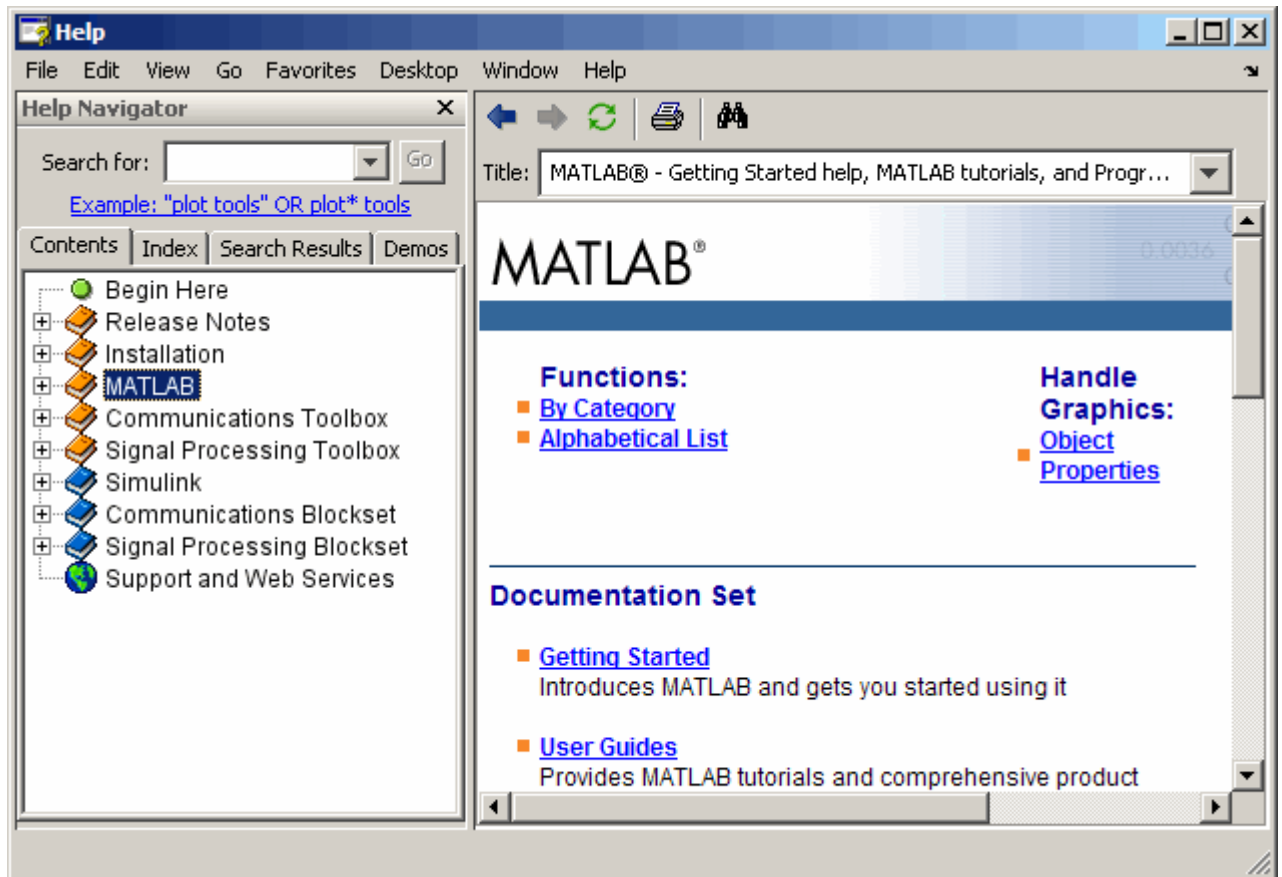 Help
File Edit View Go Favorites Desktop Window Help
Help Navigator
Search for:
Go
Example: "plot tools" OR plot* tools
Contents Index Search Results Demos
Begin Here
Release Notes
Installation
MATLAB
Communications Toolbox
Signal Processing Toolbox
Simulink
Communications Blockset
Signal Processing Blockset
Support and Web Services
Title: MATLAB® - Getting Started help, MATLAB tutorials, and Progr...
MATLAB®
0.0036
Functions:
By Category
Alphabetical List
Handle
Graphics:
Object
Properties
Documentation Set
Getting Started
Introduces MATLAB and gets you started using it
User Guides
Provides MATLAB tutorials and comprehensive product